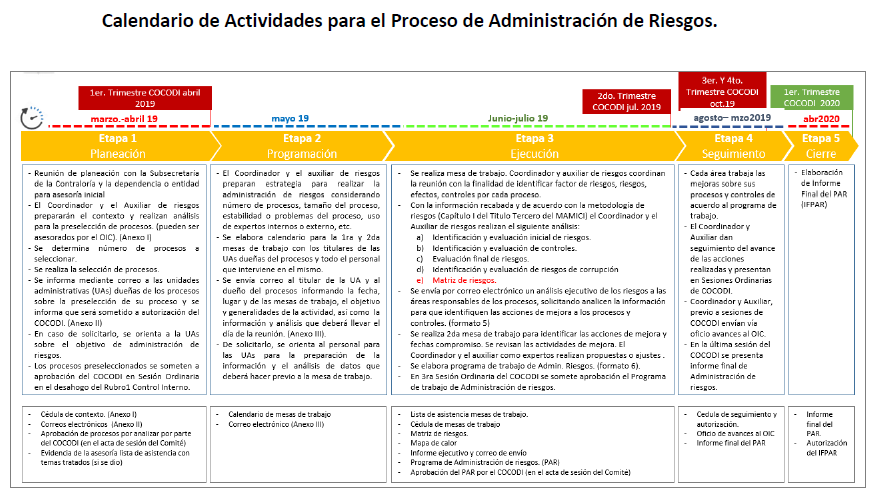 Calendario de Actividades para el Proceso de Administración de Riesgos.
1er. Trimestre COCODI abril
2019
2do. Trimestre
COCODI jul. 2019
3er. Y 4to.
Trimestre COCODI
oct.19
1er. Trimestre
COCODI 2020
marzo.-abril 19
mayo 19
Junio-julio 19
agosto– mzo2019
abr2020
Etapa 1
Planeación
Etapa 2
Programación
Etapa 3
Ejecución
Etapa 4
Seguimiento
Etapa 5
Cierre
- Reunión de planeación con la Subsecretaría
de la Contraloría y la dependencia o entidad
para asesoría inicial
- El Coordinador y el Auxiliar de riesgos
prepararán el contexto y realizan análisis
para la preselección de procesos. (pueden ser
asesorados por el OIC). (Anexo I)
- Se determina número de procesos a
seleccionar.
- Se realiza la selección de procesos.
- Se informa mediante correo a las unidades
administrativas (UAs) dueñas de los procesos
sobre la preselección de su proceso y se
informa que será sometido a autorización del
COCODI. (Anexo II)
- En caso de solicitarlo, se orienta a la UAs
sobre el objetivo de administración de
riesgos.
- Los procesos preseleccionados se someten a
aprobación del COCODI en Sesión Ordinaria
en el desahogo del Rubro1 Control Interno.
- El Coordinador y el auxiliar de riesgos
preparan estrategia para realizar la
administración de riesgos considerando
número de procesos, tamaño del proceso,
estabilidad o problemas del proceso, uso
de expertos internos o externo, etc.
- Se elabora calendario para la 1ra y 2da
mesas de trabajo con los titulares de las
UAs dueñas del procesos y todo el personal
que interviene en el mismo.
- Se envía correo al titular de la UA y al
dueño del procesos informando la fecha,
lugar y de las mesas de trabajo, el objetivo
y generalidades de la actividad, así como la
información y análisis que deberá llevar el
día de la reunión. (Anexo III).
- De solicitarlo, se orienta al personal para
las UAs para la preparación de la
información y el análisis de datos que
deberá hacer previo a la mesa de trabajo.
- Se realiza mesa de trabajo. Coordinador y auxiliar de riesgos coordinan
la reunión con la finalidad de identificar factor de riesgos, riesgos,
efectos, controles por cada proceso.
- Con la información recabada y de acuerdo con la metodología de
riesgos (Capítulo I del Título Tercero del MAMICI) el Coordinador y el
Auxiliar de riesgos realizan el siguiente análisis:
a) Identificación y evaluación inicial de riesgos.
b) Identificación y evaluación de controles.
c) Evaluación final de riesgos.
d) Identificación y evaluación de riesgos de corrupción
e) Matriz de riesgos.
- Se envía por correo electrónico un análisis ejecutivo de los riesgos a las
áreas responsables de los procesos, solicitando analicen la información
para que identifiquen las acciones de mejora a los procesos y
controles. (formato 5)
- Se realiza 2da mesa de trabajo para identificar las acciones de mejora y
fechas compromiso. Se revisan las actividades de mejora. El
Coordinador y el auxiliar como expertos realizan propuestas o ajustes .
- Se elabora programa de trabajo de Admin. Riesgos. (formato 6).
- En 3ra Sesión Ordinaria del COCODI se somete aprobación el Programa
de trabajo de Administración de riesgos.
- Cada área trabaja las
mejoras sobre sus
procesos y controles de
acuerdo al programa de
trabajo.
- El Coordinador y
Auxiliar dan
seguimiento del avance
de las acciones
realizadas y presentan
en Sesiones Ordinarias
de COCODI.
- Coordinador y Auxiliar,
previo a sesiones de
COCODI envían vía
oficio avances al OIC.
- En la última sesión del
COCODI se presenta
informe final de
Administración de
riesgos.
- Elaboración
de Informe
Final del PAR
(IFPAR)
- Cédula de contexto. (Anexo I)
- Correos electrónicos (Anexo II)
- Aprobación de procesos por analizar por parte
del COCODI (en el acta de sesión del Comité)
- Evidencia de la asesoría lista de asistencia con
temas tratados (si se dio)
- Calendario de mesas de trabajo
- Correo electrónico (Anexo III)
- Lista de asistencia mesas de trabajo.
- Cédula de mesas de trabajo
- Matriz de riesgos.
- Mapa de calor
- Informe ejecutivo y correo de envío
- Programa de Administración de riesgos. (PAR)
- Aprobación del PAR por el COCODI (en el acta de sesión del Comité)
- Cedula de seguimiento y
autorización.
- Oficio de avances al OIC
- Informe final del PAR
- Informe
final del
PAR.
- Autorización
del IFPAR